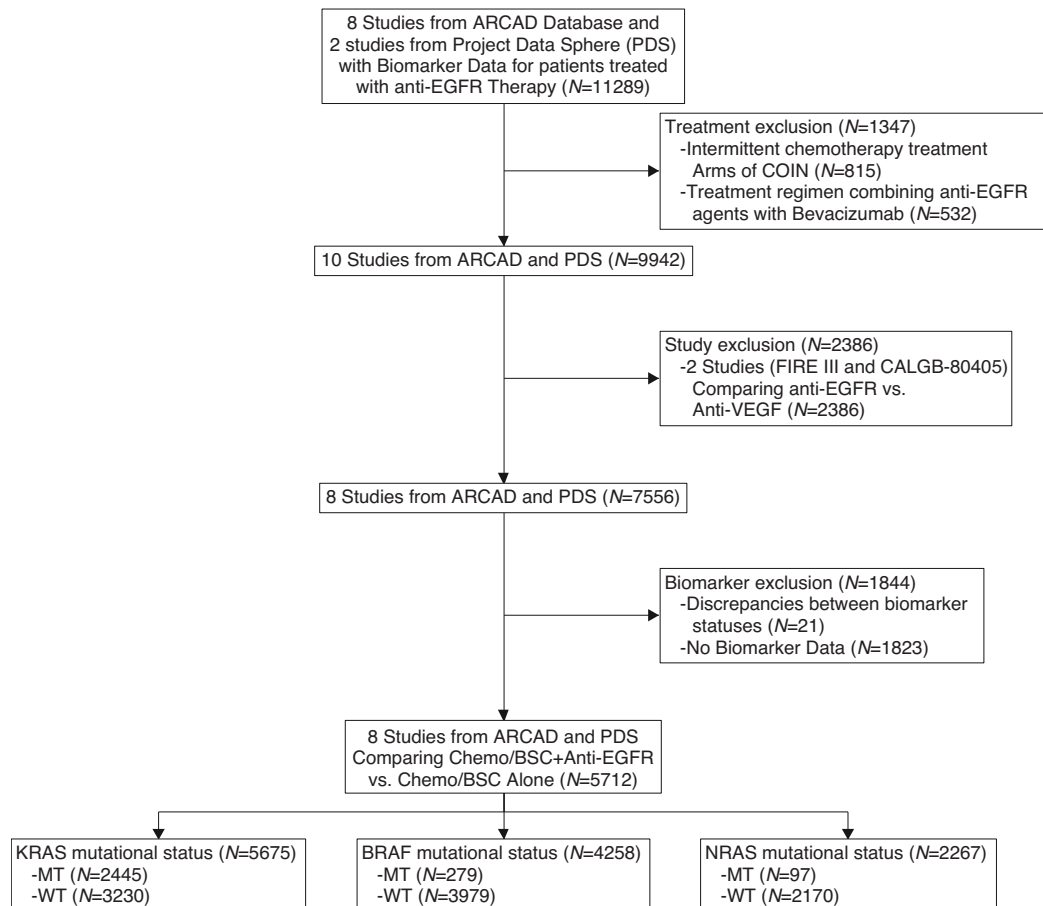 8 Studies from ARCAD Database and
2 studies from Project Data Sphere (PDS)
with Biomarker Data for patients treated
with anti-EGFR Therapy (N=11289)
Treatment exclusion (N=1347)
-Intermittent chemotherapy treatment
Arms of COIN (N=815)
-Treatment regimen combining anti-EGFR
agents with Bevacizumab (N=532)
10 Studies from ARCAD and PDS (N=9942)
Study exclusion (N=2386)
-2 Studies (FIRE III and CALGB-80405)
Comparing anti-EGFR vs.
Anti-VEGF (N=2386)
8 Studies from ARCAD and PDS (N=7556)
Biomarker exclusion (N=1844)
-Discrepancies between biomarker
statuses (N=21)
-No Biomarker Data (N=1823)
8 Studies from ARCAD and PDS
Comparing Chemo/BSC+Anti-EGFR
vs. Chemo/BSC Alone (N=5712)
KRAS mutational status (N=5675)
-MT (N=2445)
-WT (N=3230)
BRAF mutational status (N=4258)
-MT (N=279)
-WT (N=3979)
NRAS mutational status (N=2267)
-MT (N=97)
-WT (N=2170)